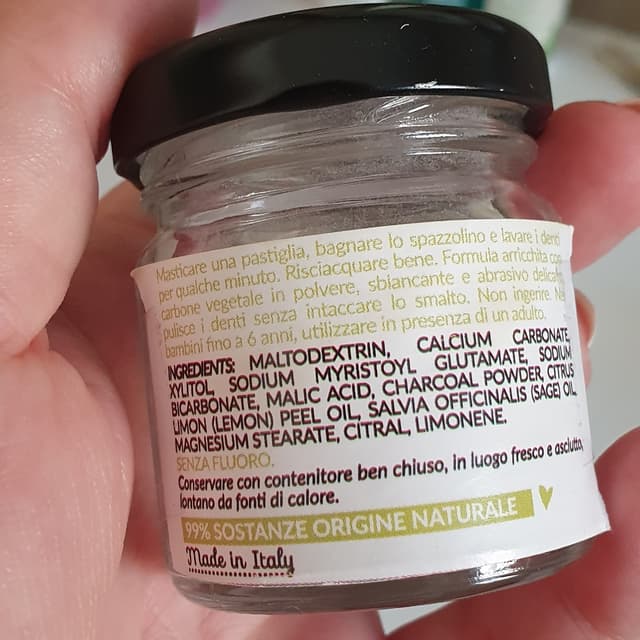 Masticare una pastiglia, bagnare lo spazzolino e lavare i denti
per qualche minuto. Risciacquare bene. Formula arricchita con
carbone vegetale in polvere, sbiancante e abrasivo delicato,
pulisce i denti senza intaccare lo smalto. Non ingerire. Nei
bambini fino a 6 anni, utilizzare in presenza di un adulto.
INGREDIENTS: MALTODEXTRIN, CALCIUM CARBONATE,
XYLITOL, SODIUM MYRISTOYL GLUTAMATE, SODIUM
BICARBONATE, MALIC ACID, CHARCOAL POWDER, CITRUS
LIMON (LEMON) PEEL OIL, SALVIA OFFICINALIS (SAGE) OIL,
MAGNESIUM STEARATE, CITRAL, LIMONENE.
SENZA FLUORO.
Conservare con contenitore ben chiuso, in luogo fresco e asciutto,
lontano da fonti di calore.
99% SOSTANZE ORIGINE NATURALE
Made in Italy